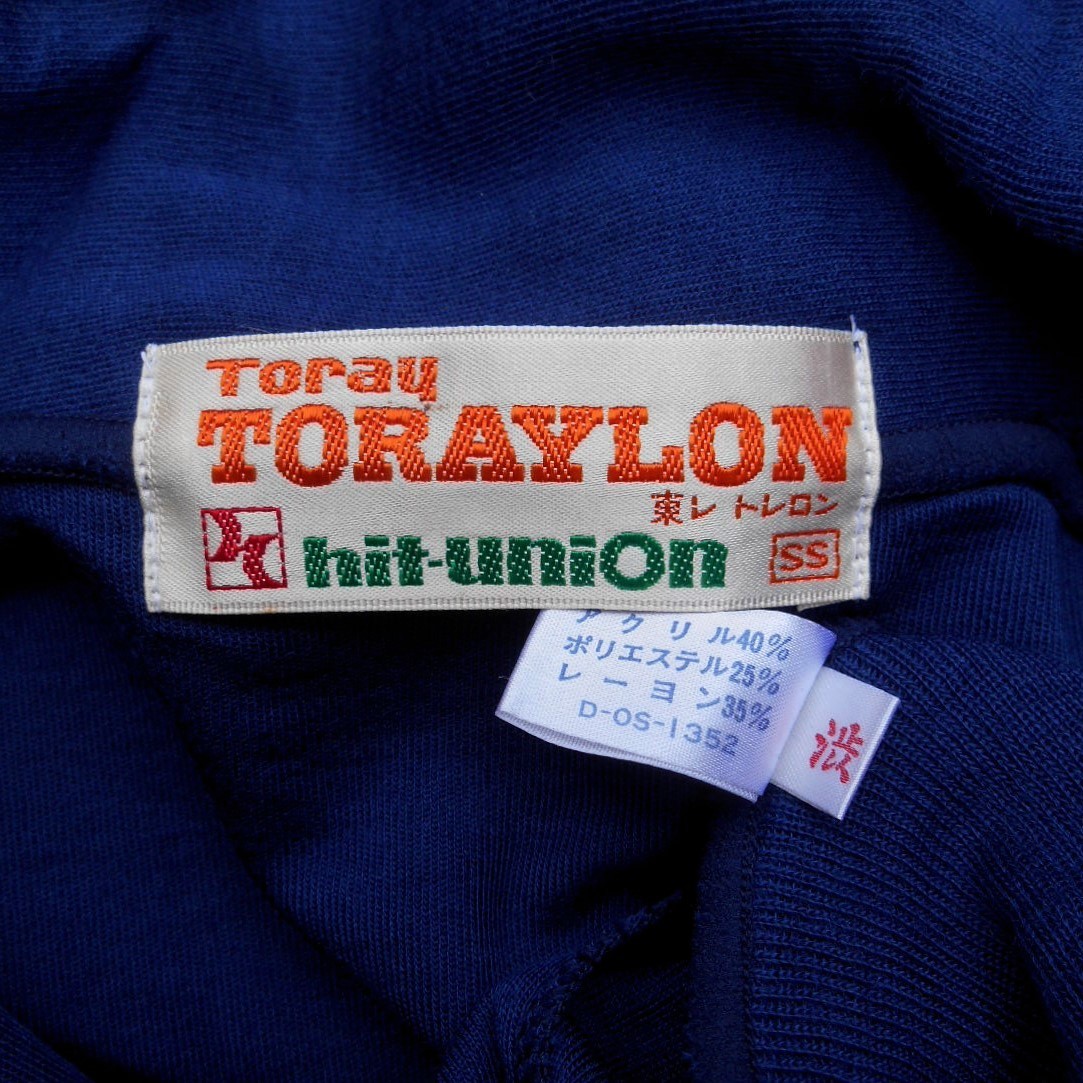 Toray
TORAYLON
東レ トレロン
hit-union SS
アクリル40%
ポリエステル25%
レーヨン35%
D-OS-1352
渋